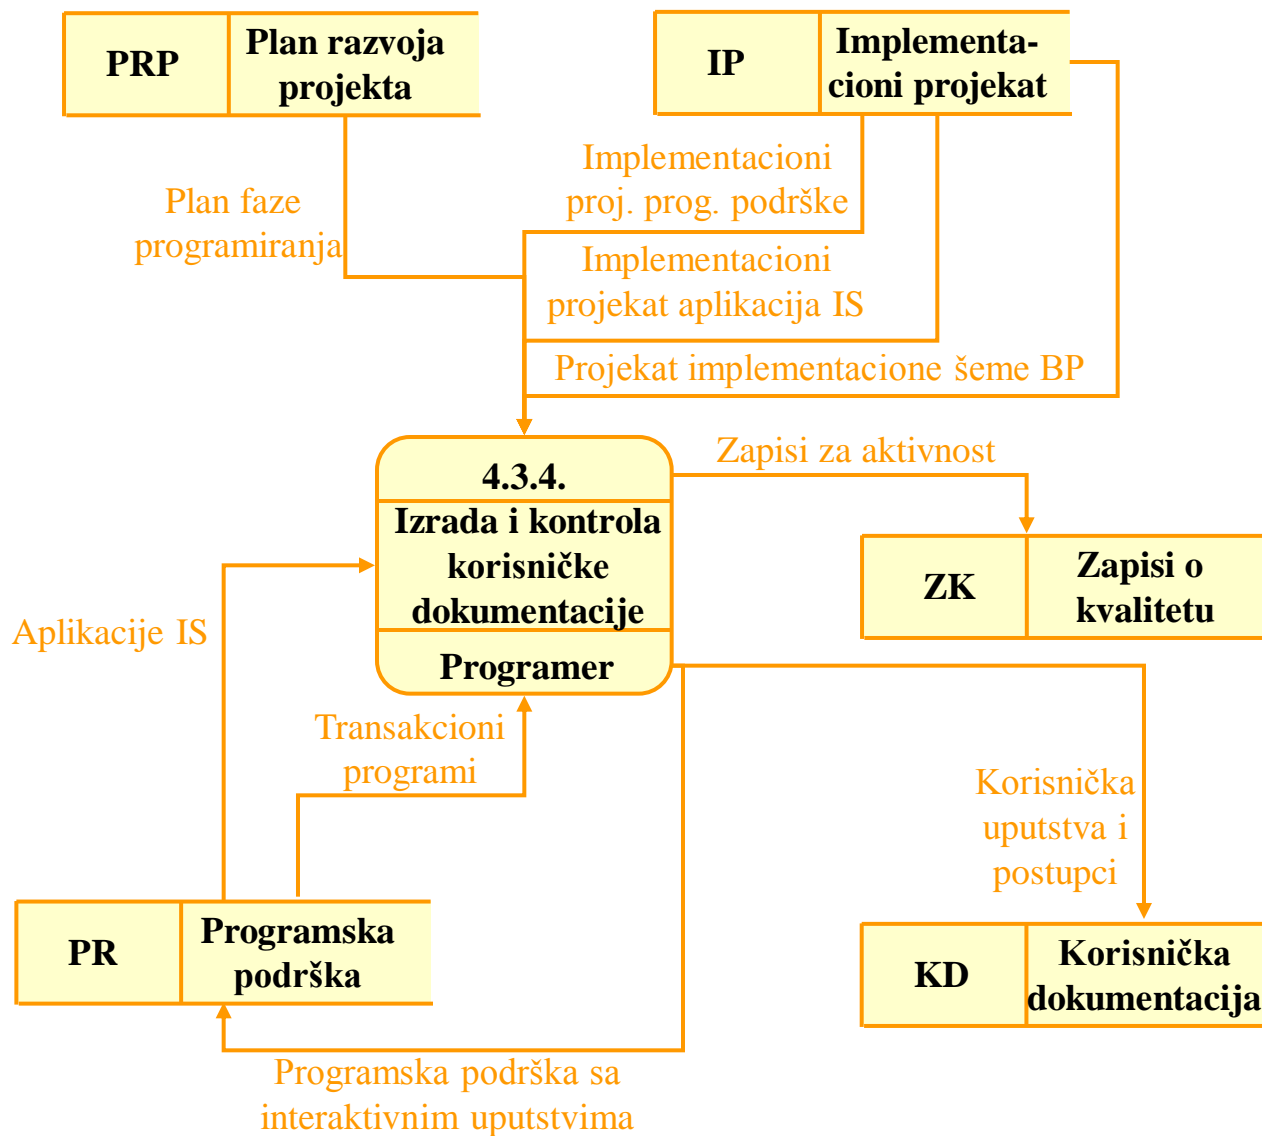 PRP
Plan razvoja
projekta
IP
Implementa-
cioni projekat
Implementacioni
proj. prog. podrške
Plan faze
programiranja
Implementacioni
projekat aplikacija IS
Projekat implementacione šeme BP
4.3.4.
Izrada i kontrola
korisničke
dokumentacije
Programer
Zapisi za aktivnost
ZK
Zapisi o
kvalitetu
Aplikacije IS
Transakcioni
programi
Korisnička
uputstva i
postupci
PR
Programska
podrška
KD
Korisnička
dokumentacija
Programska podrška sa
interaktivnim uputstvima